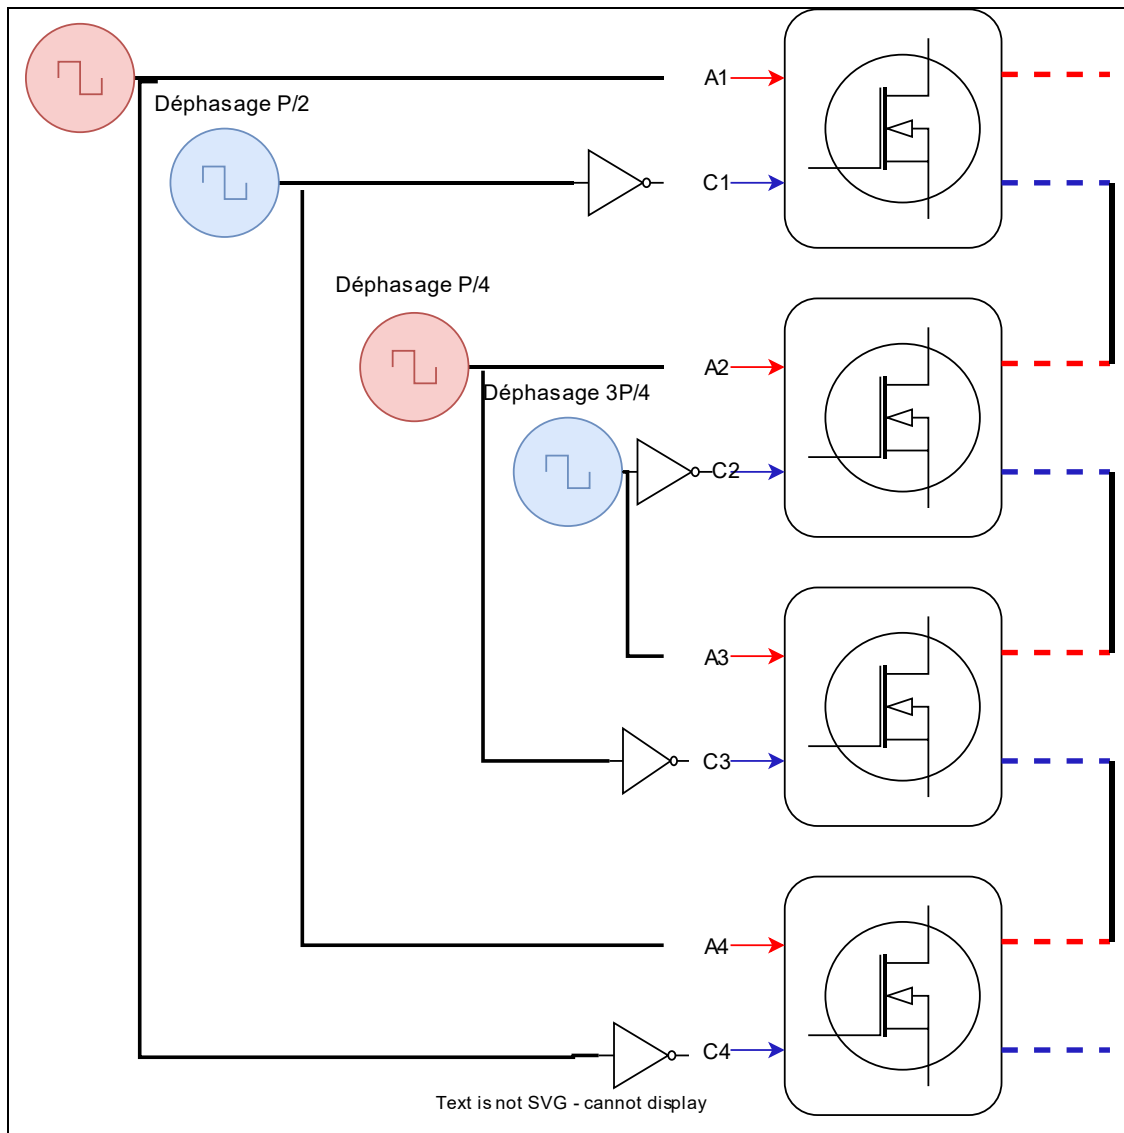 A1
Déphasage P/2
C1
Déphasage P/4
A2
Déphasage 3P/4
C2
A3
C3
A4
C4
Text is not SVG - cannot display